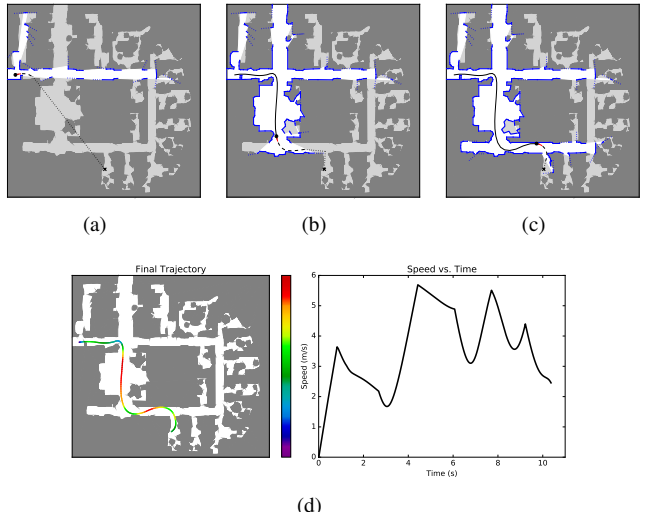 (a)
(b)
(c)
Final Trajectory
Speed vs. Time
6
5
4
3
2
1
0
Speed (m/s)
0 2 4 6 8 10
Time (s)
(d)